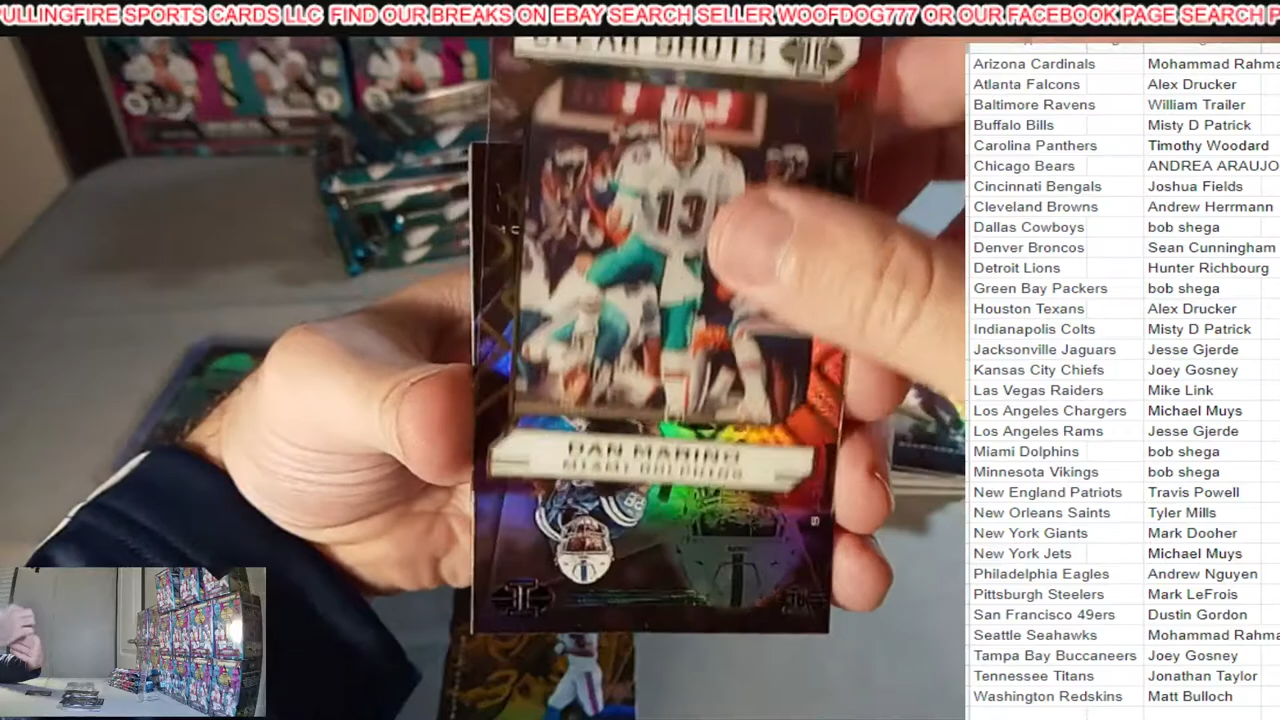 ULLINGFIRE SPORTS CARDS LLC FIND OUR BREAKS ON EBAY SEARCH SELLER WOOFDOG777 OR OUR FACEBOOK PAGE SEARCH
CLEAR SHOTS
13
DAN MARINO
MIAMI DOLPHINS
Arizona Cardinals Mohammad Rahma
Atlanta Falcons Alex Drucker
Baltimore Ravens William Trailer
Buffalo Bills Misty D Patrick
Carolina Panthers Timothy Woodard
Chicago Bears ANDREA ARAUJO
Cincinnati Bengals Joshua Fields
Cleveland Browns Andrew Herrmann
Dallas Cowboys bob shega
Denver Broncos Sean Cunningham
Detroit Lions Hunter Richbourg
Green Bay Packers bob shega
Houston Texans Alex Drucker
Indianapolis Colts Misty D Patrick
Jacksonville Jaguars Jesse Gjerde
Kansas City Chiefs Joey Gosney
Las Vegas Raiders Mike Link
Los Angeles Chargers Michael Muys
Los Angeles Rams Jesse Gjerde
Miami Dolphins bob shega
Minnesota Vikings bob shega
New England Patriots Travis Powell
New Orleans Saints Tyler Mills
New York Giants Mark Dooher
New York Jets Michael Muys
Philadelphia Eagles Andrew Nguyen
Pittsburgh Steelers Mark LeFrois
San Francisco 49ers Dustin Gordon
Seattle Seahawks Mohammad Rahma
Tampa Bay Buccaneers Joey Gosney
Tennessee Titans Jonathan Taylor
Washington Redskins Matt Bulloch